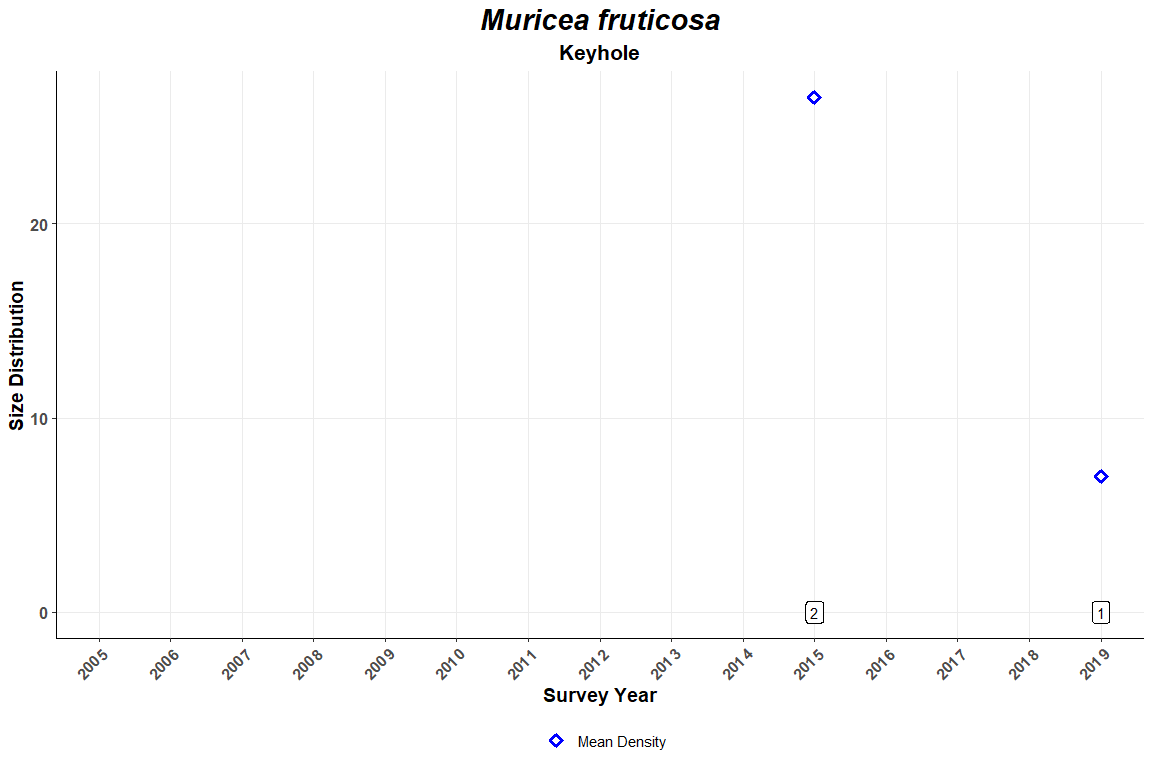 Muricea fruticosa
Keyhole
Size Distribution
20
10
0
2
1
2005 2006 2007 2008 2009 2010 2011 2012 2013 2014 2015 2016 2017 2018 2019
Survey Year
Mean Density